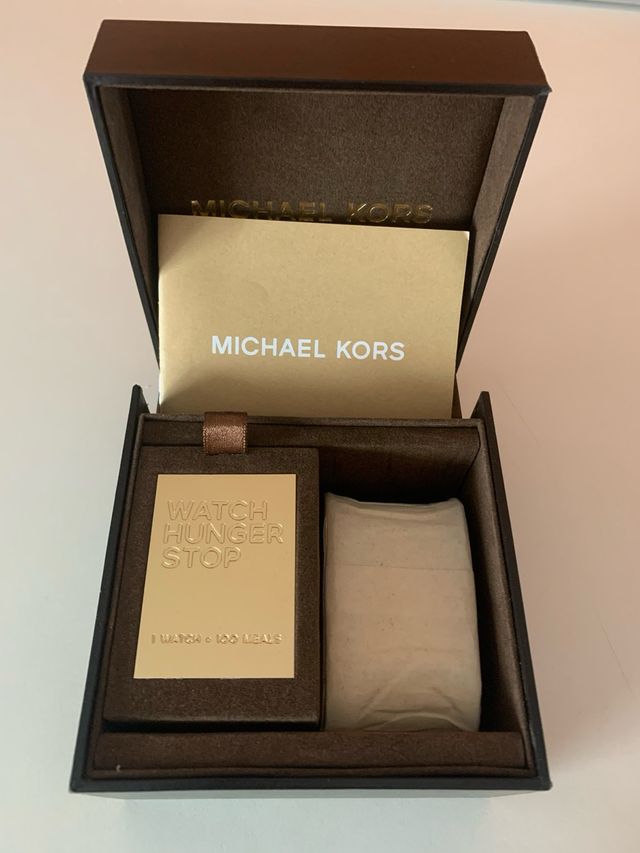 MICHAEL KORS
MICHAEL KORS
WATCH
HUNGER
STOP
1 WATCH = 100 MEALS